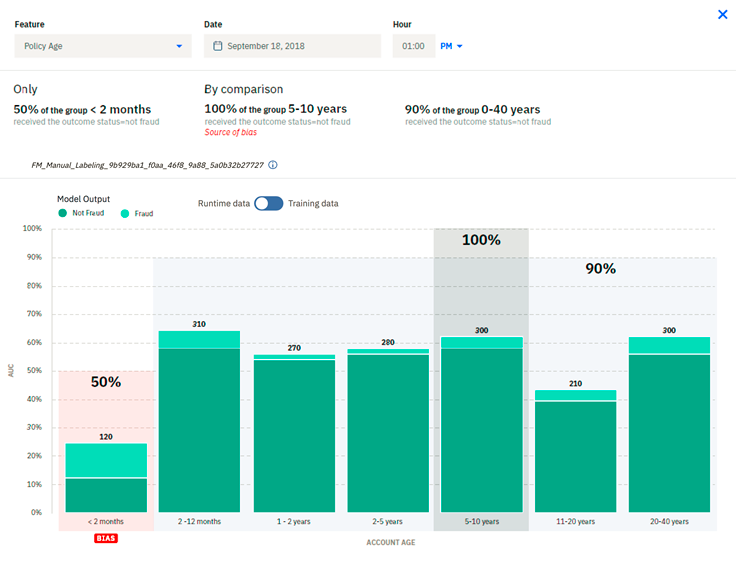 Feature Date Hour
Policy Age September 18, 2018 01:00 PM
Only By comparison
50% of the group < 2 months 100% of the group 5-10 years 90% of the group 0-40 years
received the outcome status=not fraud received the outcome status=not fraud received the outcome status=not fraud
Source of bias
FM_Manual_Labeling_9b929ba1_f0aa_46f8_9a88_5a0b32b27727
Model Output
Not Fraud Fraud
Runtime data Training data
100%
90%
80%
70%
60%
50%
40%
30%
20%
10%
0%
AUC
50%
100%
90%
120
310
270
280
300
210
300
< 2 months 2 -12 months 1 - 2 years 2-5 years 5-10 years 11-20 years 20-40 years
BIAS
ACCOUNT AGE